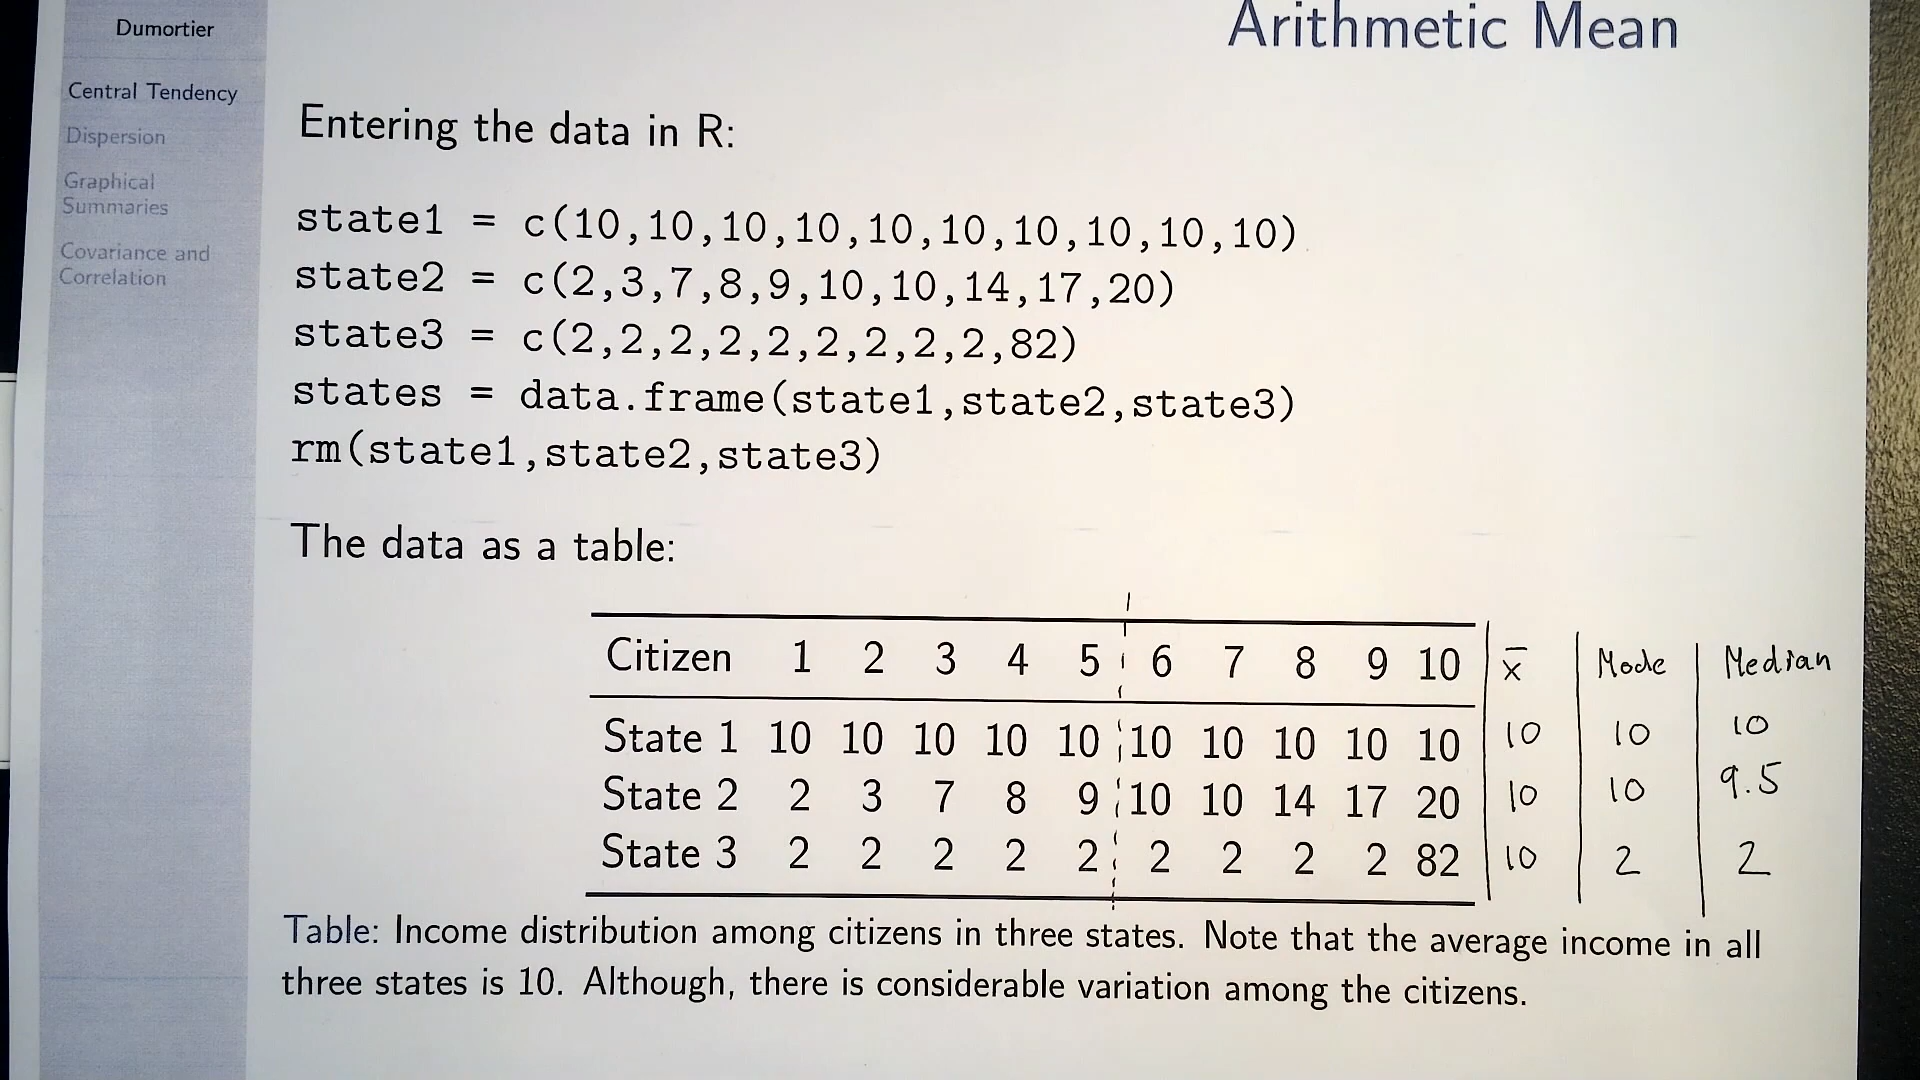 Arithmetic Mean
Dumortier
Central Tendency
Dispersion
Graphical
Summaries
Covariance and
Correlation
Entering the data in R:
state1 = c(10,10,10,10,10,10,10,10,10,10)
state2 = c(2,3,7,8,9,10,10,14,17,20)
state3 = c(2,2,2,2,2,2,2,2,2,82)
states = data.frame(state1,state2,state3)
rm(state1,state2,state3)
The data as a table:
Citizen 1 2 3 4 5 6 7 8 9 10 x̄ Mode Median
State 1 10 10 10 10 10 10 10 10 10 10 10 10 10
State 2 2 3 7 8 9 10 10 14 17 20 10 10 9.5
State 3 2 2 2 2 2 2 2 2 2 82 10 2 2
Table: Income distribution among citizens in three states. Note that the average income in all
three states is 10. Although, there is considerable variation among the citizens.